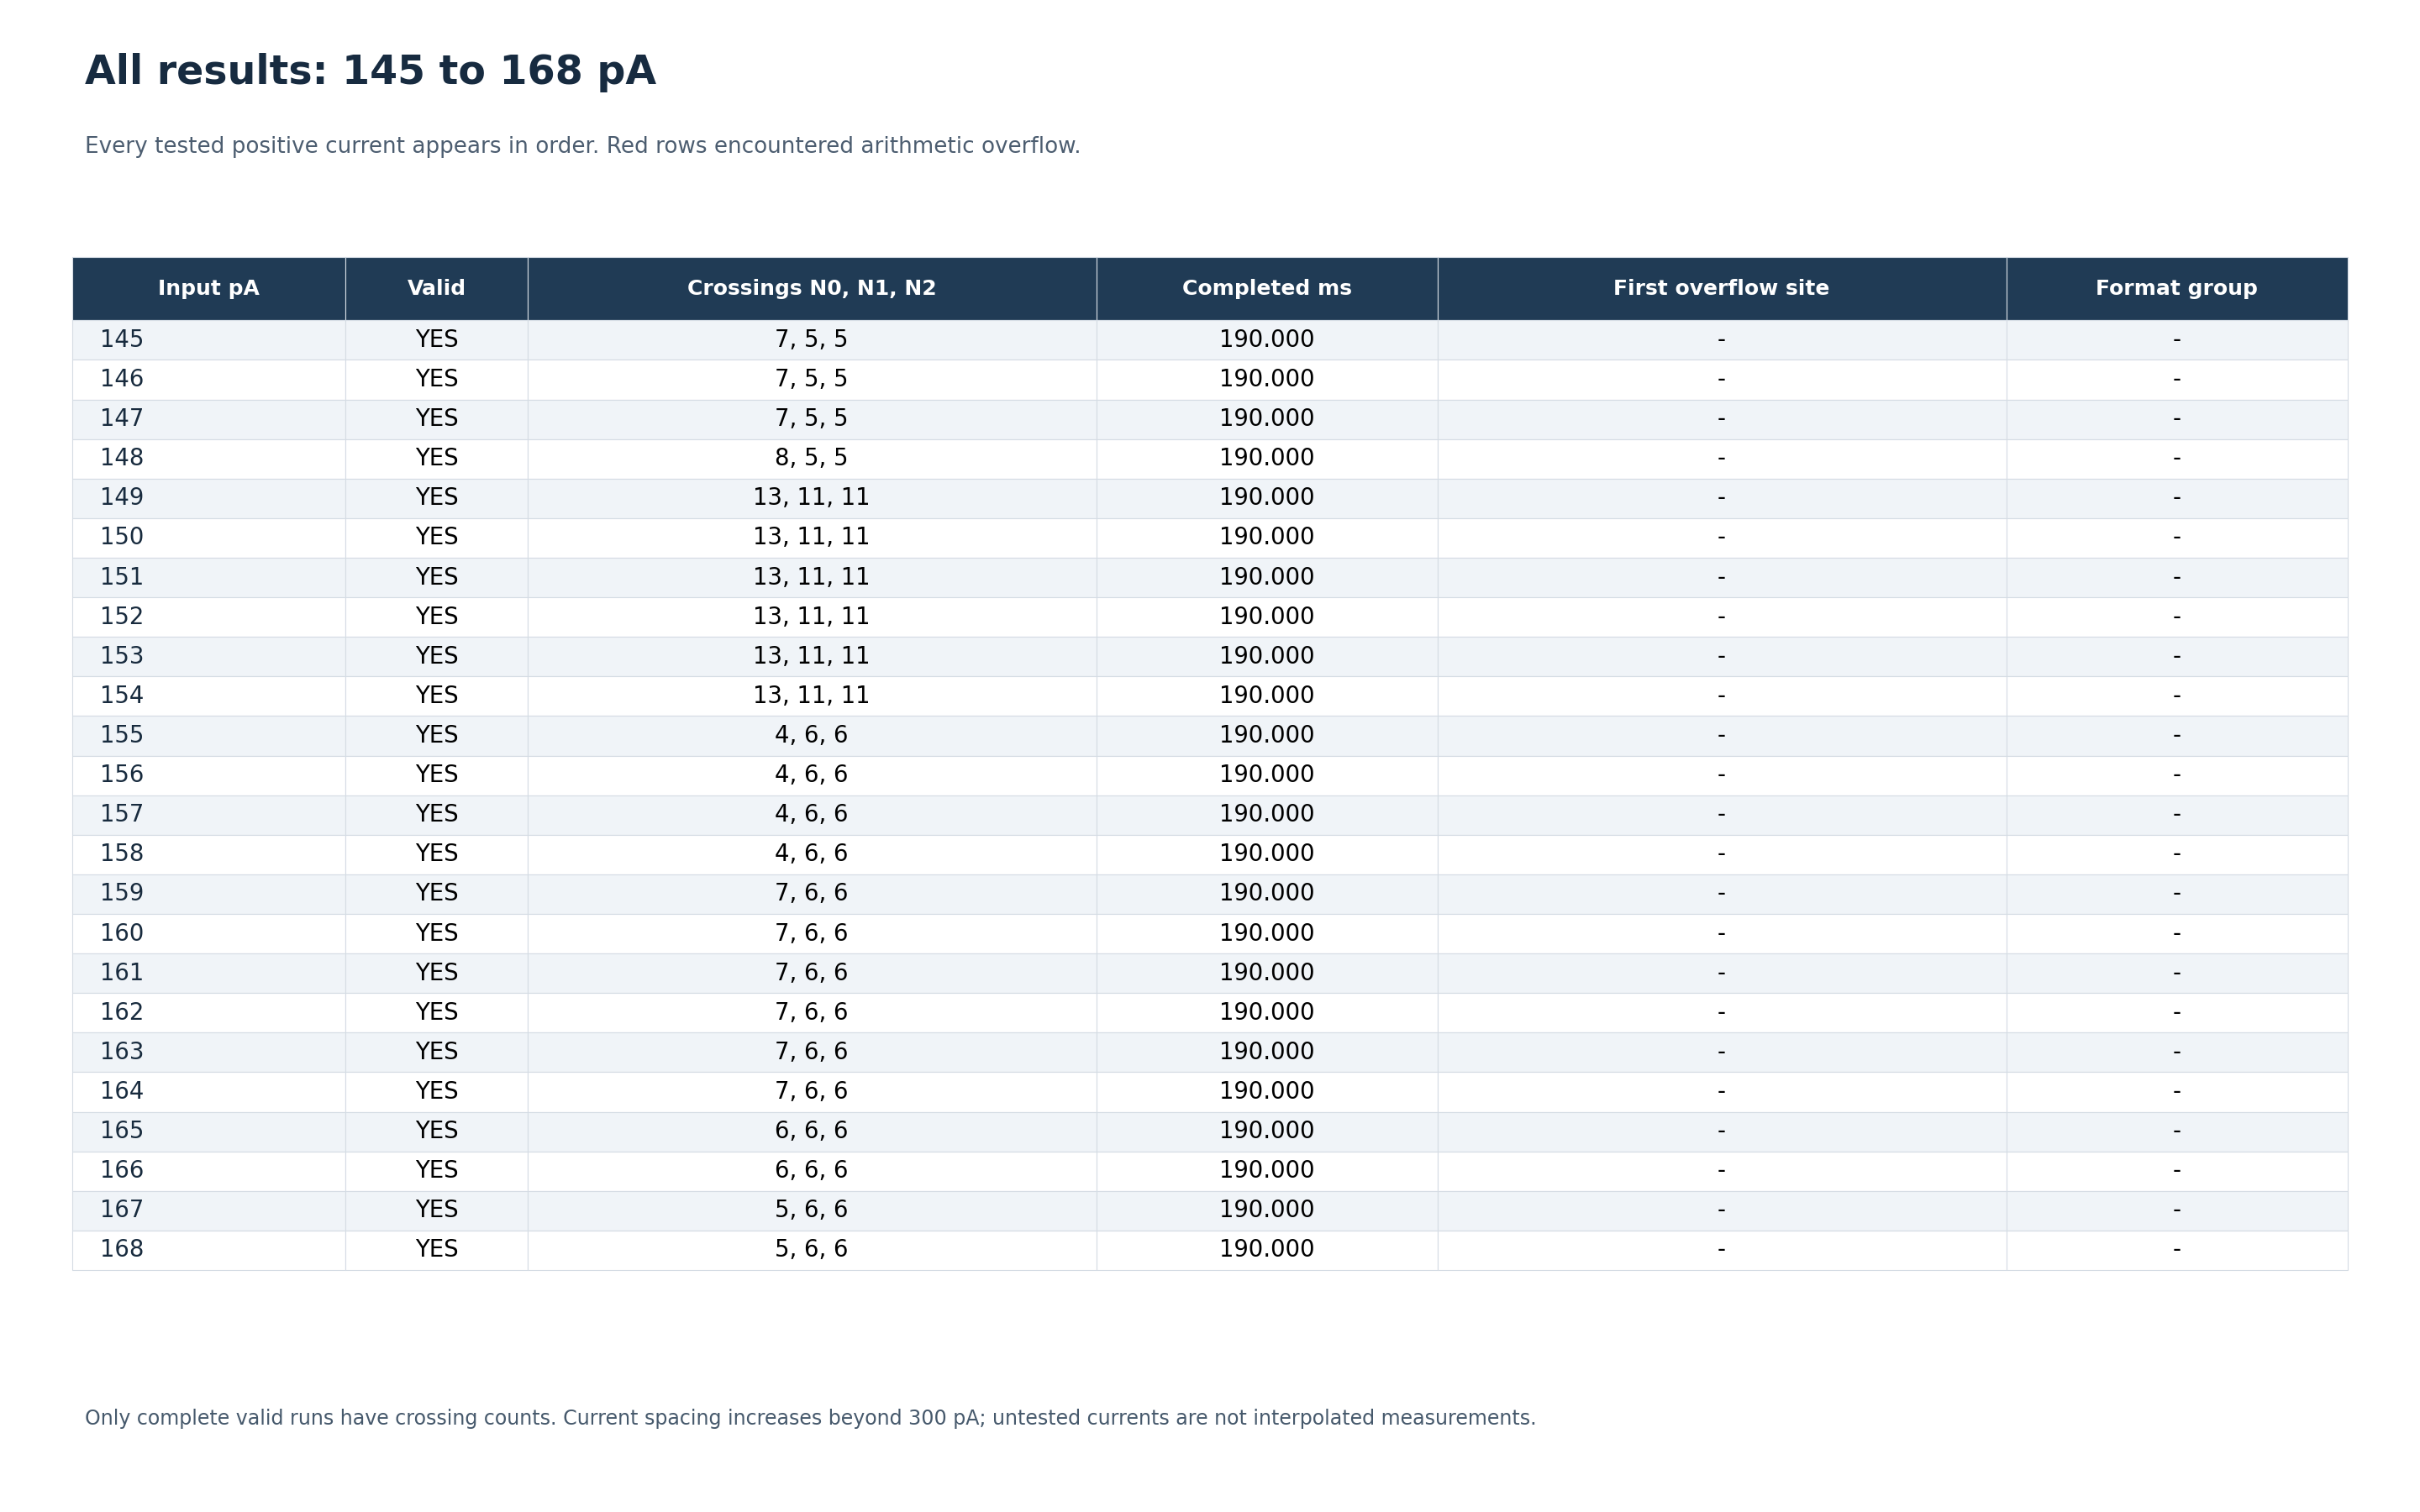 All results: 145 to 168 pA
Every tested positive current appears in order. Red rows encountered arithmetic overflow.
Input pA Valid Crossings N0, N1, N2 Completed ms First overflow site Format group
145 YES 7, 5, 5 190.000 - -
146 YES 7, 5, 5 190.000 - -
147 YES 7, 5, 5 190.000 - -
148 YES 8, 5, 5 190.000 - -
149 YES 13, 11, 11 190.000 - -
150 YES 13, 11, 11 190.000 - -
151 YES 13, 11, 11 190.000 - -
152 YES 13, 11, 11 190.000 - -
153 YES 13, 11, 11 190.000 - -
154 YES 13, 11, 11 190.000 - -
155 YES 4, 6, 6 190.000 - -
156 YES 4, 6, 6 190.000 - -
157 YES 4, 6, 6 190.000 - -
158 YES 4, 6, 6 190.000 - -
159 YES 7, 6, 6 190.000 - -
160 YES 7, 6, 6 190.000 - -
161 YES 7, 6, 6 190.000 - -
162 YES 7, 6, 6 190.000 - -
163 YES 7, 6, 6 190.000 - -
164 YES 7, 6, 6 190.000 - -
165 YES 6, 6, 6 190.000 - -
166 YES 6, 6, 6 190.000 - -
167 YES 5, 6, 6 190.000 - -
168 YES 5, 6, 6 190.000 - -
Only complete valid runs have crossing counts. Current spacing increases beyond 300 pA; untested currents are not interpolated measurements.